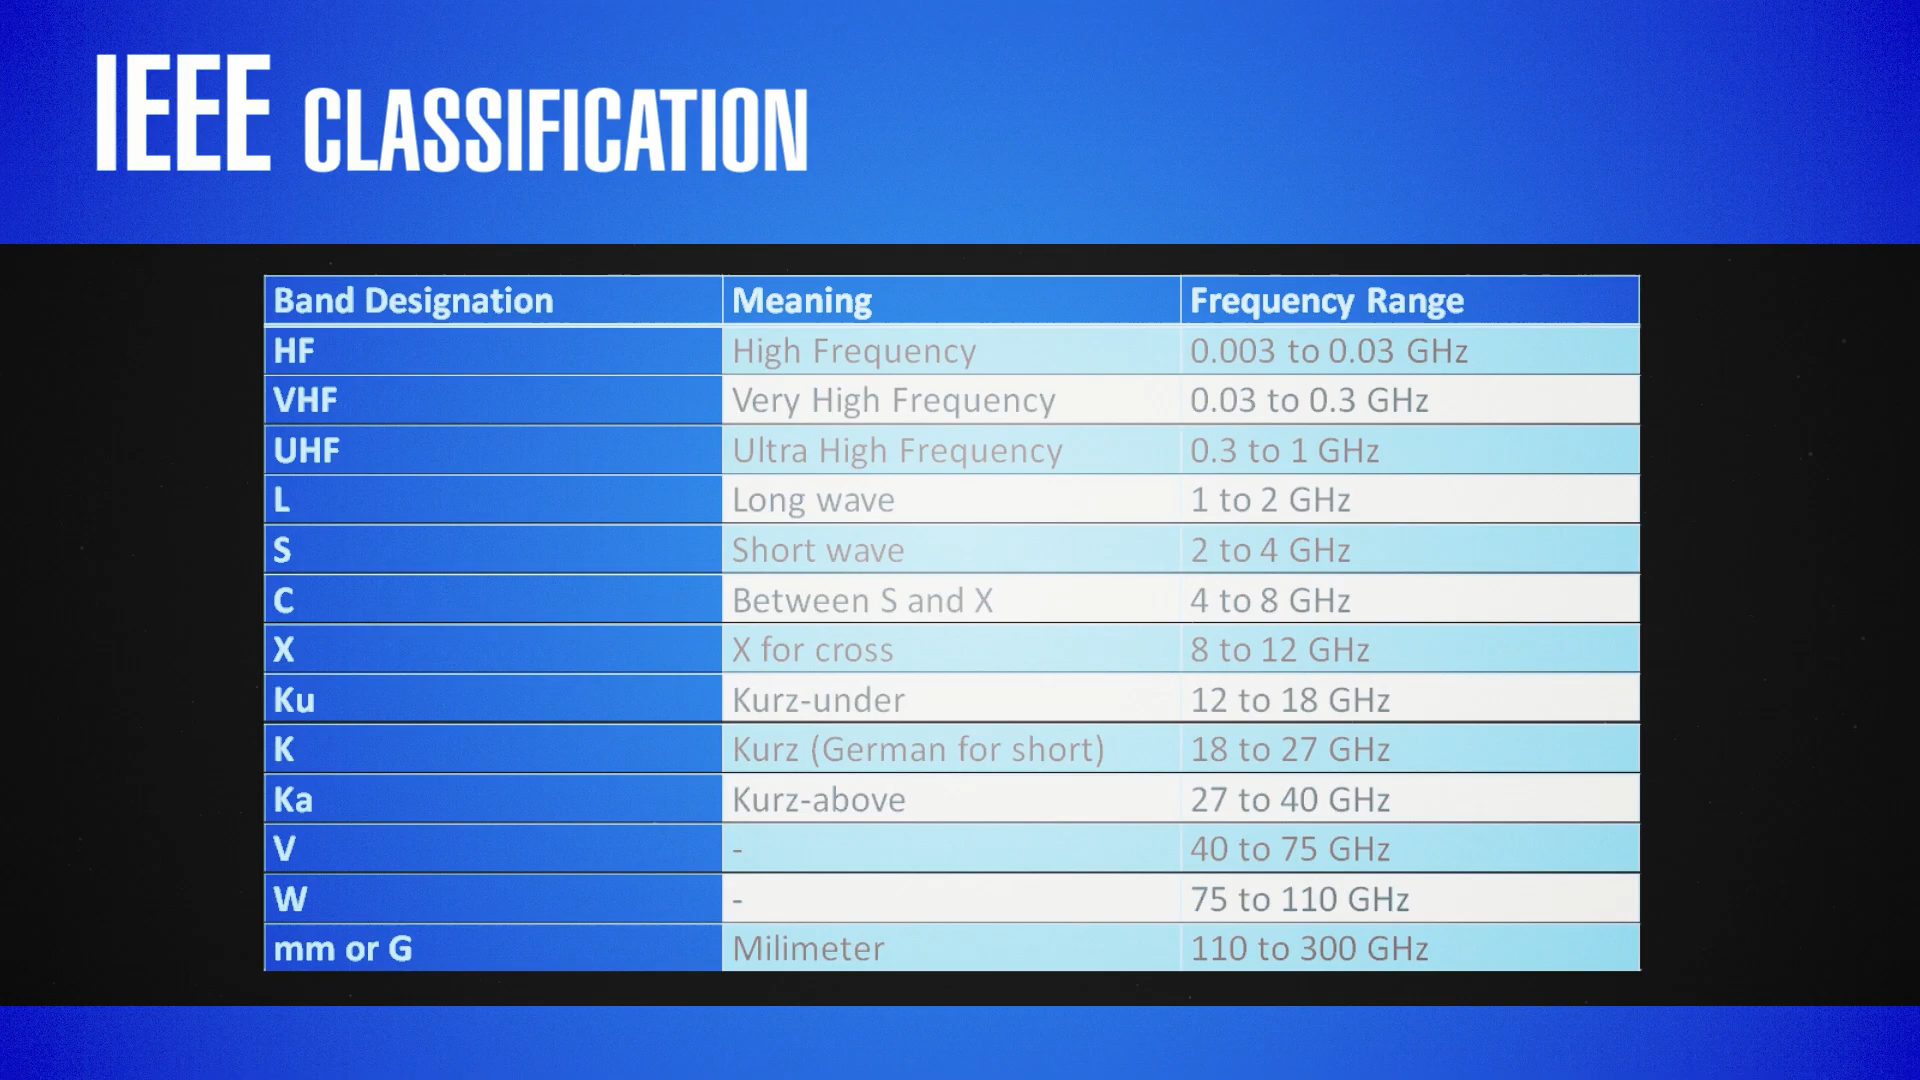 IEEE CLASSIFICATION
Band Designation Meaning Frequency Range
HF High Frequency 0.003 to 0.03 GHz
VHF Very High Frequency 0.03 to 0.3 GHz
UHF Ultra High Frequency 0.3 to 1 GHz
L Long wave 1 to 2 GHz
S Short wave 2 to 4 GHz
C Between S and X 4 to 8 GHz
X X for cross 8 to 12 GHz
Ku Kurz-under 12 to 18 GHz
K Kurz (German for short) 18 to 27 GHz
Ka Kurz-above 27 to 40 GHz
V - 40 to 75 GHz
W - 75 to 110 GHz
mm or G Milimeter 110 to 300 GHz